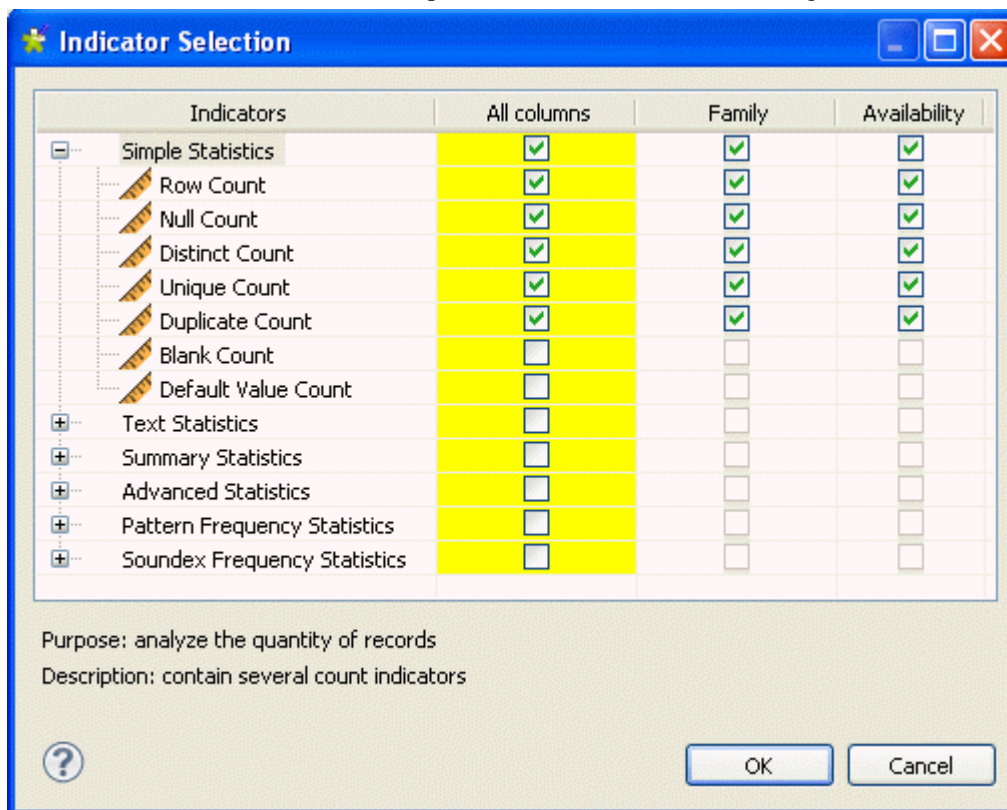 Indicator Selection
Indicators All columns Family Availability
Simple Statistics
Row Count
Null Count
Distinct Count
Unique Count
Duplicate Count
Blank Count
Default Value Count
Text Statistics
Summary Statistics
Advanced Statistics
Pattern Frequency Statistics
Soundex Frequency Statistics
Purpose: analyze the quantity of records
Description: contain several count indicators
? OK Cancel